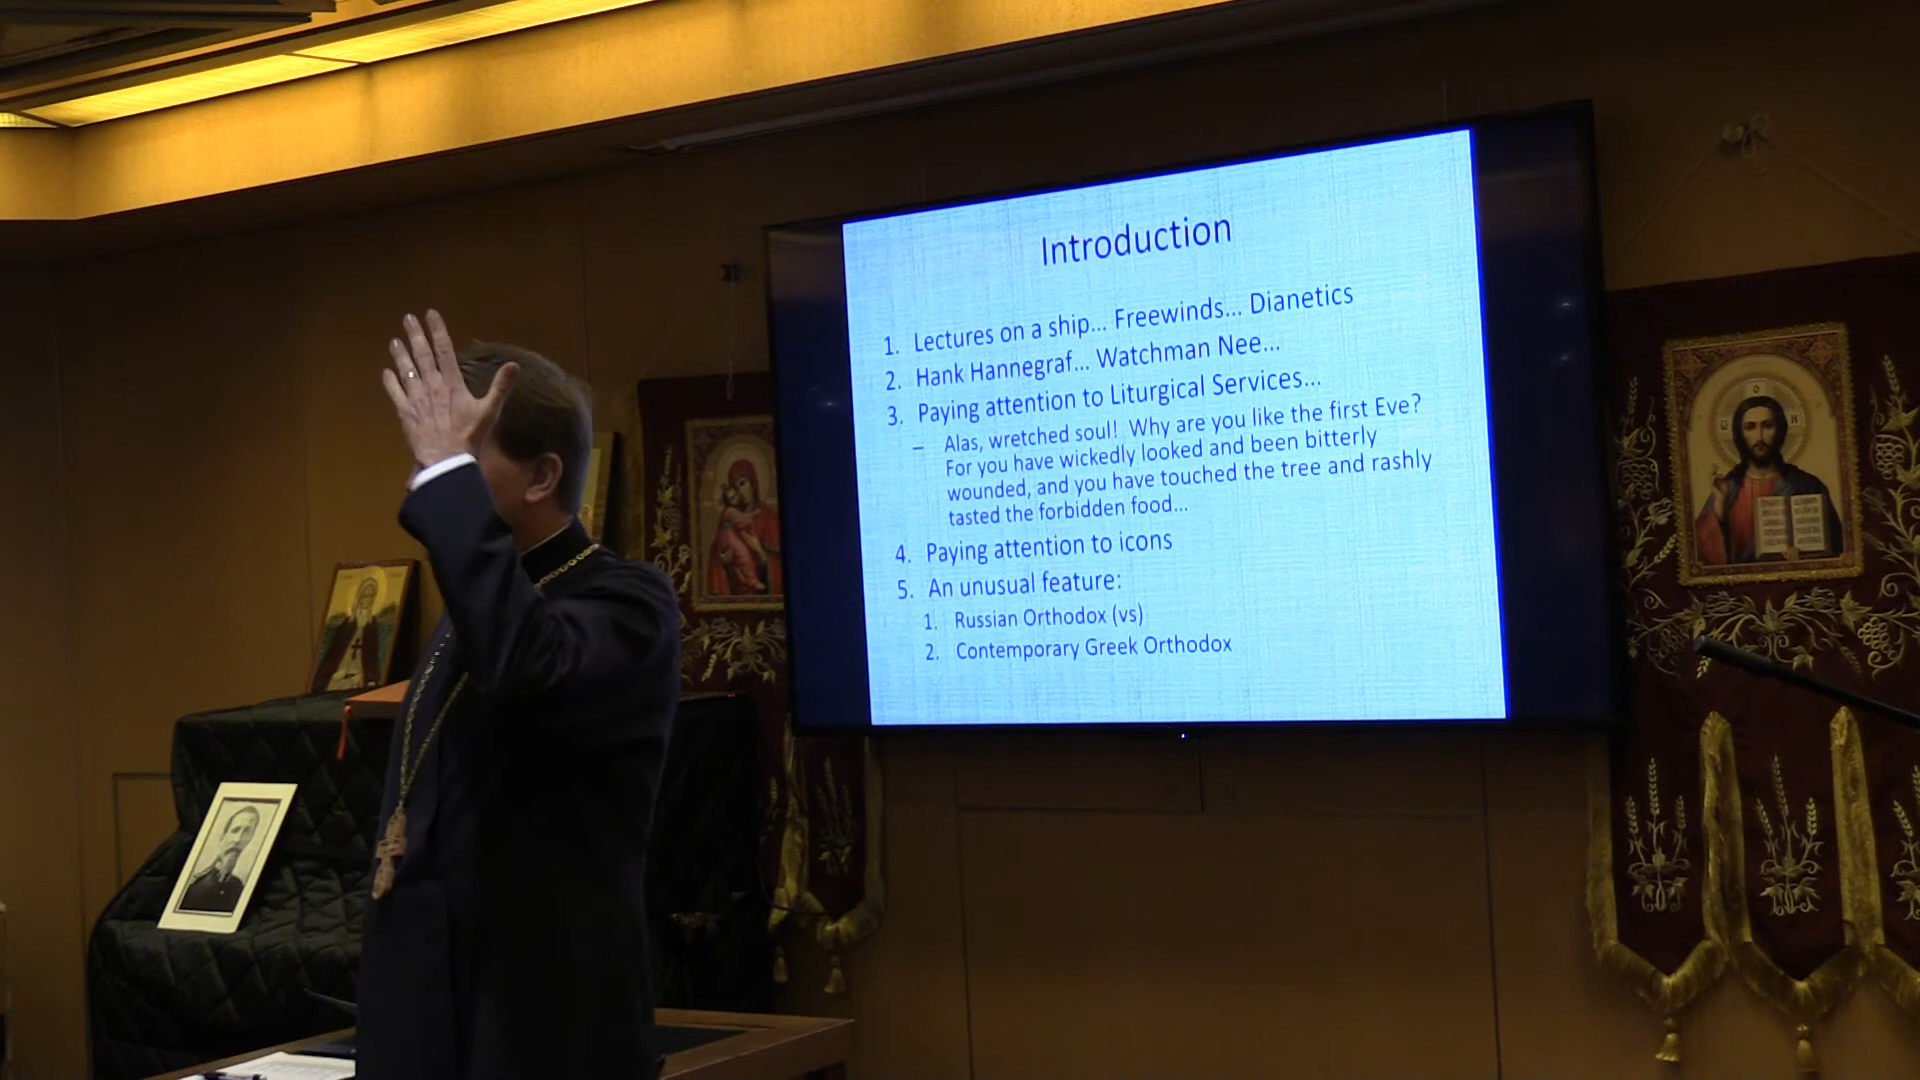 Introduction
1. Lectures on a ship... Freewinds... Dianetics
2. Hank Hannegraf... Watchman Nee...
3. Paying attention to Liturgical Services...
– Alas, wretched soul! Why are you like the first Eve?
For you have wickedly looked and been bitterly
wounded, and you have touched the tree and rashly
tasted the forbidden food...
4. Paying attention to icons
5. An unusual feature:
1. Russian Orthodox (vs)
2. Contemporary Greek Orthodox